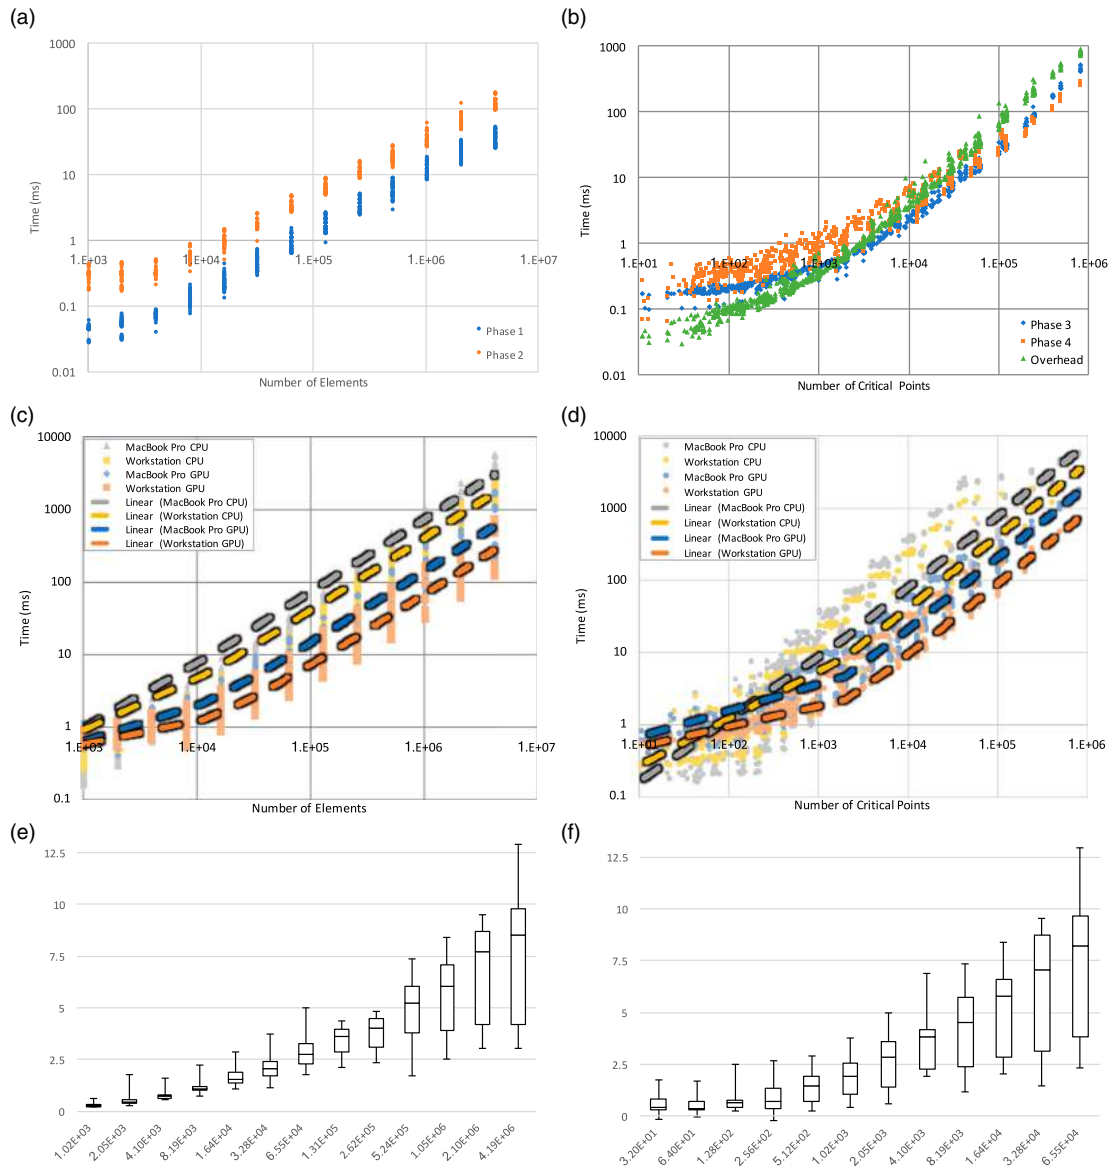 (a)
1000
100
10
1
0.1
0.01
Time (ms)
1.E+03
1.E+04
1.E+05
1.E+06
1.E+07
Phase 1
Phase 2
Number of Elements
(b)
1000
100
10
1
0.1
0.01
Time (ms)
1.E+01
1.E+02
1.E+03
1.E+04
1.E+05
1.E+06
Phase 3
Phase 4
Overhead
Number of Critical Points
(c)
10000
1000
100
10
1
0.1
Time (ms)
MacBook Pro CPU
Workstation CPU
MacBook Pro GPU
Workstation GPU
Linear (MacBook Pro CPU)
Linear (Workstation CPU)
Linear (MacBook Pro GPU)
Linear (Workstation GPU)
1.E+03
1.E+04
1.E+05
1.E+06
1.E+07
Number of Elements
(d)
10000
1000
100
10
1
0.1
Time (ms)
MacBook Pro CPU
Workstation CPU
MacBook Pro GPU
Workstation GPU
Linear (MacBook Pro CPU)
Linear (Workstation CPU)
Linear (MacBook Pro GPU)
Linear (Workstation GPU)
1.E+01
1.E+02
1.E+03
1.E+04
1.E+05
1.E+06
Number of Critical Points
(e)
12.5
10
7.5
5
2.5
0
1.02E+03
2.05E+03
4.10E+03
8.19E+03
1.64E+04
3.28E+04
6.55E+04
1.31E+05
2.62E+05
5.24E+05
1.05E+06
2.10E+06
4.19E+06
(f)
12.5
10
7.5
5
2.5
0
3.20E+01
6.40E+01
1.28E+02
2.56E+02
5.12E+02
1.02E+03
2.05E+03
4.10E+03
8.19E+03
1.64E+04
3.28E+04
6.55E+04